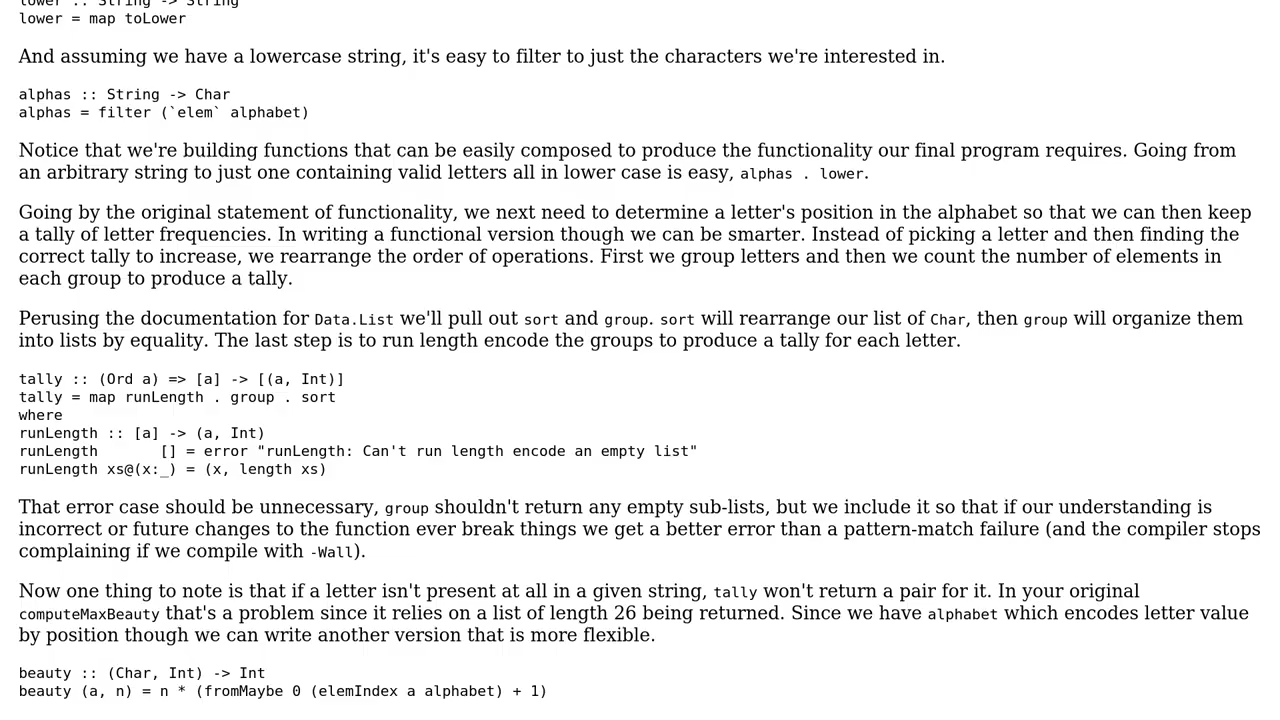 lower :: String -> String
lower = map toLower
And assuming we have a lowercase string, it's easy to filter to just the characters we're interested in.
alphas :: String -> Char
alphas = filter (`elem` alphabet)
Notice that we're building functions that can be easily composed to produce the functionality our final program requires. Going from
an arbitrary string to just one containing valid letters all in lower case is easy, alphas . lower.
Going by the original statement of functionality, we next need to determine a letter's position in the alphabet so that we can then keep
a tally of letter frequencies. In writing a functional version though we can be smarter. Instead of picking a letter and then finding the
correct tally to increase, we rearrange the order of operations. First we group letters and then we count the number of elements in
each group to produce a tally.
Perusing the documentation for Data.List we'll pull out sort and group. sort will rearrange our list of Char, then group will organize them
into lists by equality. The last step is to run length encode the groups to produce a tally for each letter.
tally :: (Ord a) => [a] -> [(a, Int)]
tally = map runLength . group . sort
where
runLength :: [a] -> (a, Int)
runLength       [] = error "runLength: Can't run length encode an empty list"
runLength xs@(x:_) = (x, length xs)
That error case should be unnecessary, group shouldn't return any empty sub-lists, but we include it so that if our understanding is
incorrect or future changes to the function ever break things we get a better error than a pattern-match failure (and the compiler stops
complaining if we compile with -Wall).
Now one thing to note is that if a letter isn't present at all in a given string, tally won't return a pair for it. In your original
computeMaxBeauty that's a problem since it relies on a list of length 26 being returned. Since we have alphabet which encodes letter value
by position though we can write another version that is more flexible.
beauty :: (Char, Int) -> Int
beauty (a, n) = n * (fromMaybe 0 (elemIndex a alphabet) + 1)